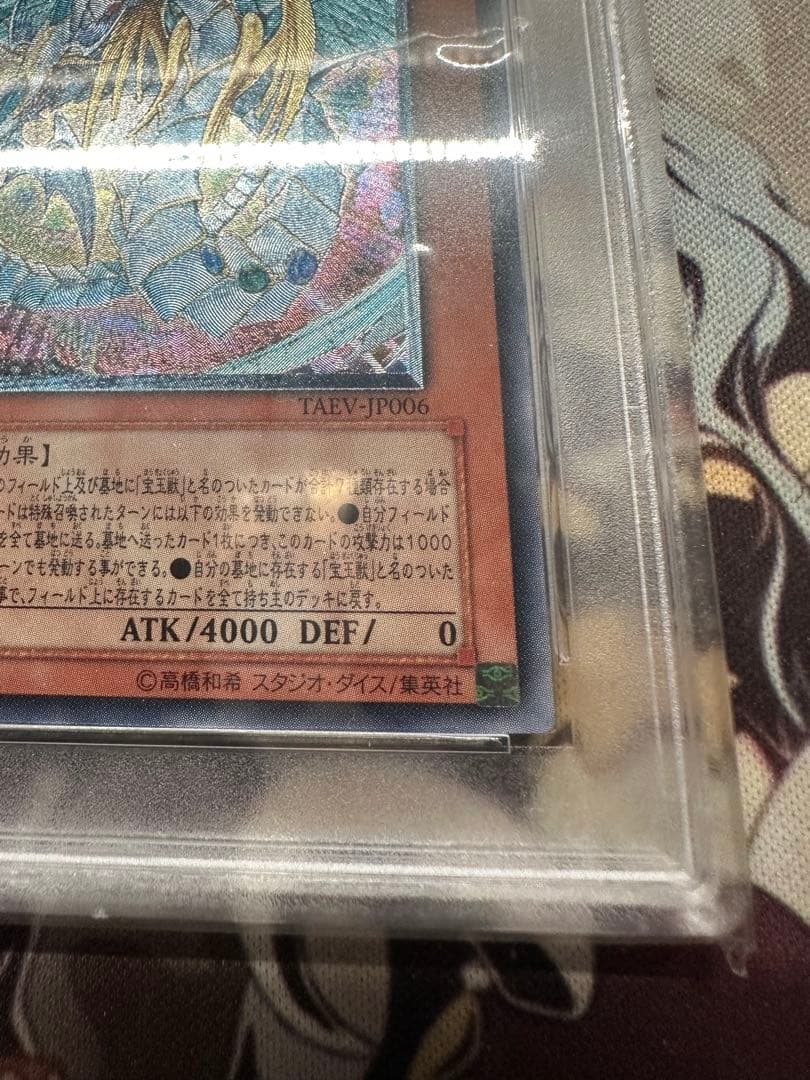 TAEV-JP006
効果】
のフィールド上及び墓地に「宝玉獣」と名のついたカードが合計7種類存在する場合
ードは特殊召喚されたターンには以下の効果を発動できない。●自分フィールド
を全て墓地に送る。墓地へ送ったカード1枚につき、このカードの攻撃力は1000
ーンでも発動する事ができる。●自分の墓地に存在する「宝玉獣」と名のついた
事で、フィールド上に存在するカードを全て持ち主のデッキに戻す。
ATK/4000 DEF/ 0
©高橋和希 スタジオ・ダイス/集英社